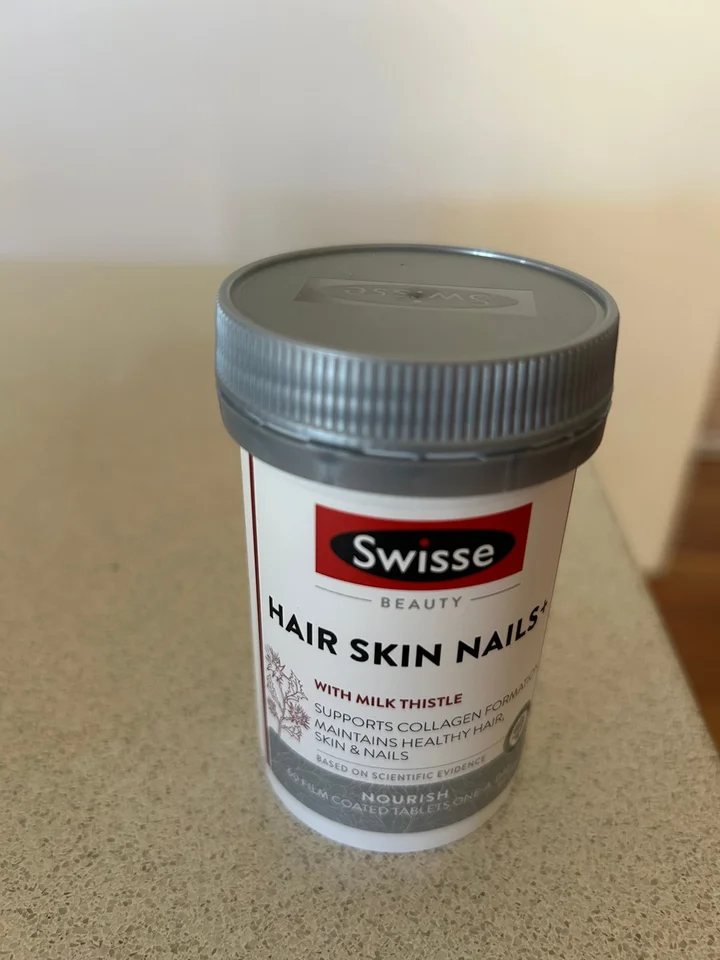 Swisse
Swisse
BEAUTY
HAIR SKIN NAILS+
WITH MILK THISTLE
SUPPORTS COLLAGEN FORMATION
MAINTAINS HEALTHY HAIR,
SKIN & NAILS
BASED ON SCIENTIFIC EVIDENCE
NOURISH
60 FILM COATED TABLETS ONE A